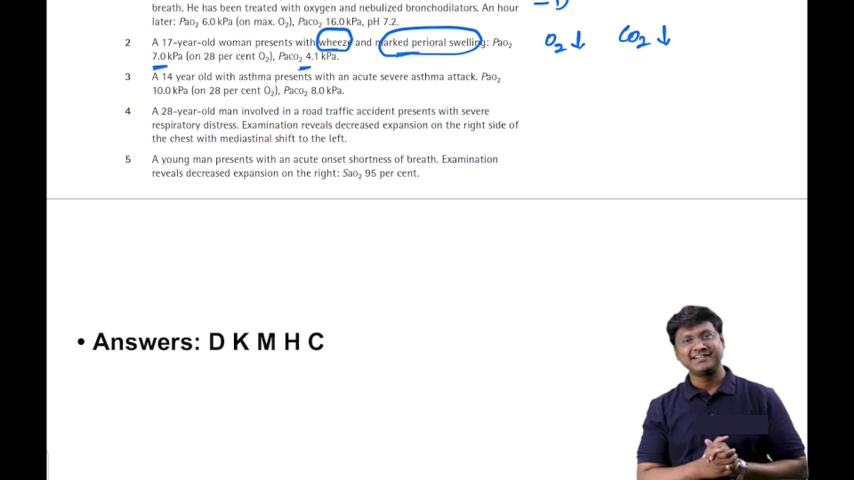 breath. He has been treated with oxygen and nebulized bronchodilators. An hour
later: Pao2 6.0 kPa (on max. O2), Paco2 16.0 kPa, pH 7.2.
— D
2 A 17-year-old woman presents with wheeze and marked perioral swelling: Pao2
7.0 kPa (on 28 per cent O2), Paco2 4.1 kPa.
O2↓ CO2↓
3 A 14 year old with asthma presents with an acute severe asthma attack. Pao2
10.0 kPa (on 28 per cent O2), Paco2 8.0 kPa.
4 A 28-year-old man involved in a road traffic accident presents with severe
respiratory distress. Examination reveals decreased expansion on the right side of
the chest with mediastinal shift to the left.
5 A young man presents with an acute onset shortness of breath. Examination
reveals decreased expansion on the right: Sao2 95 per cent.
• Answers: D K M H C